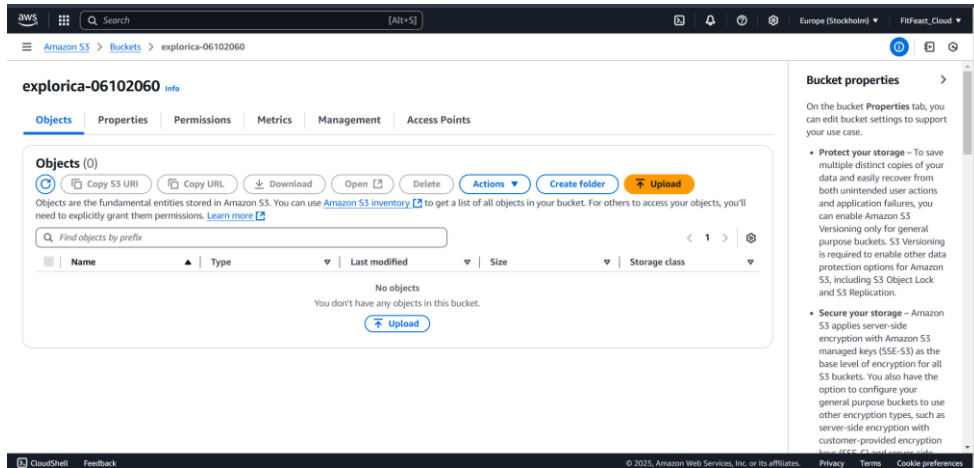 aws
Search
[Alt+S]
Europe (Stockholm) ▼
FitFeast_Cloud ▼
Amazon S3 > Buckets > explorica-06102060
explorica-06102060 Info
Objects
Properties
Permissions
Metrics
Management
Access Points
Objects (0)
Copy S3 URI
Copy URL
Download
Open
Delete
Actions ▼
Create folder
Upload
Objects are the fundamental entities stored in Amazon S3. You can use Amazon S3 inventory to get a list of all objects in your bucket. For others to access your objects, you'll
need to explicitly grant them permissions. Learn more
Find objects by prefix
< 1 >
Name
Type
Last modified
Size
Storage class
No objects
You don't have any objects in this bucket.
Upload
Bucket properties
On the bucket Properties tab, you
can edit bucket settings to support
your use case.
• Protect your storage – To save
multiple distinct copies of your
data and easily recover from
both unintended user actions
and application failures, you
can enable Amazon S3
Versioning only for general
purpose buckets. S3 Versioning
is required to enable other data
protection options for Amazon
S3, including S3 Object Lock
and S3 Replication.
• Secure your storage – Amazon
S3 applies server-side
encryption with Amazon S3
managed keys (SSE-S3) as the
base level of encryption for all
S3 buckets. You also have the
option to configure your
general purpose buckets to use
other encryption types, such as
server-side encryption with
customer-provided encryption
keys (SSE-C) and server-side
CloudShell
Feedback
© 2025, Amazon Web Services, Inc. or its affiliates.
Privacy
Terms
Cookie preferences